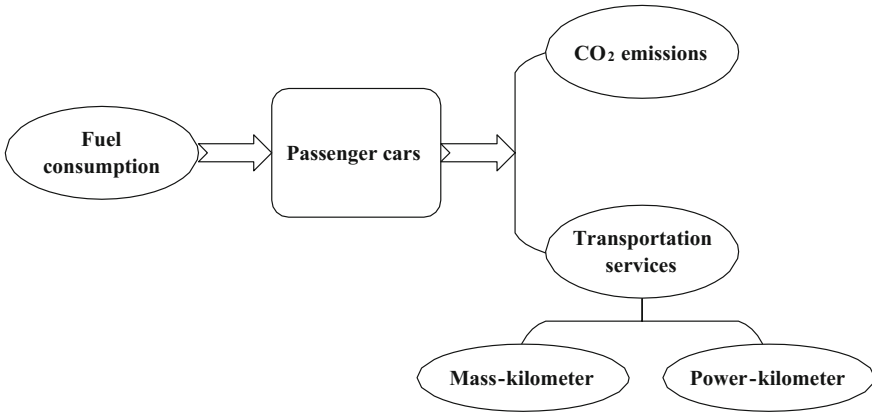 CO₂ emissions
Fuel
consumption
Passenger cars
Transportation
services
Mass-kilometer
Power-kilometer